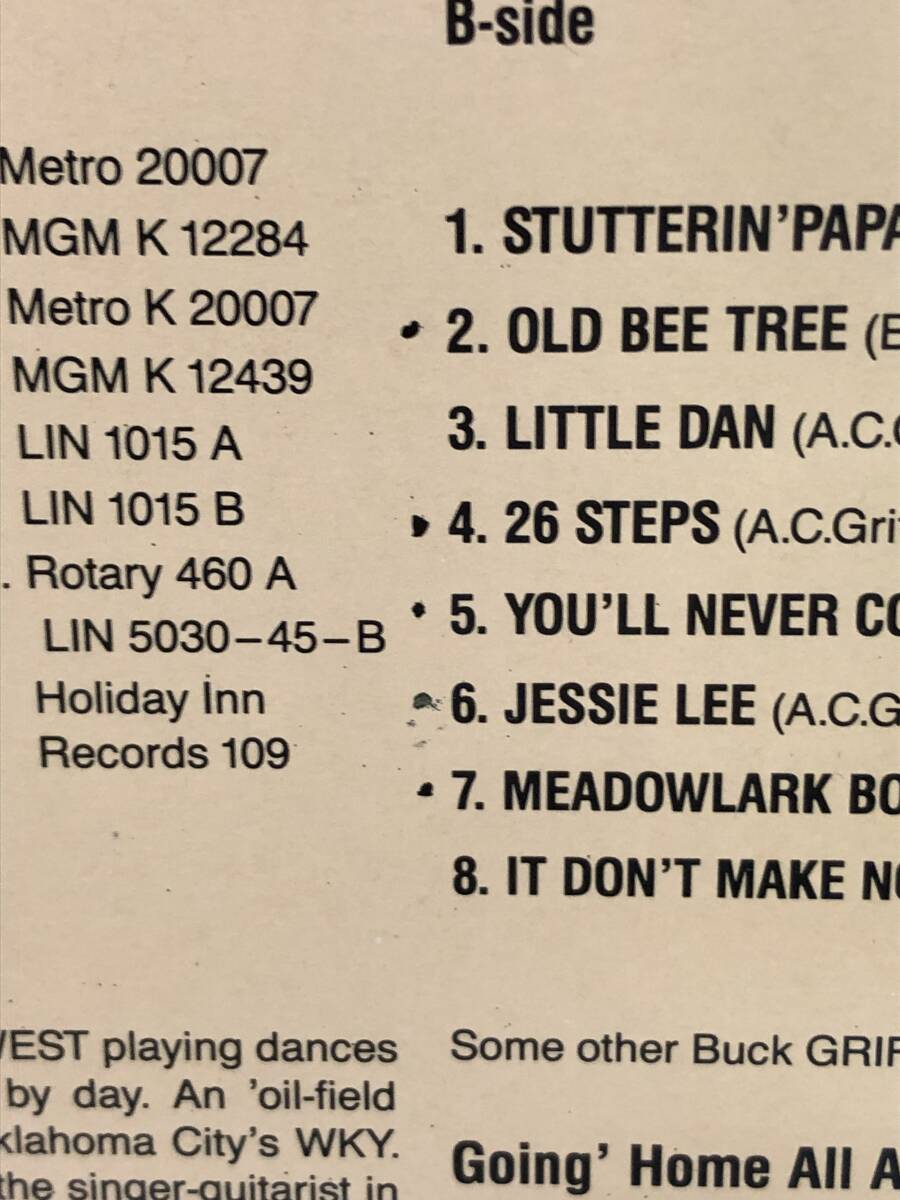 B-side
Metro 20007
MGM K 12284
Metro K 20007
MGM K 12439
LIN 1015 A
LIN 1015 B
. Rotary 460 A
LIN 5030–45–B
Holiday Inn
Records 109
1. STUTTERIN'PAPA
2. OLD BEE TREE (
3. LITTLE DAN (A.C.
4. 26 STEPS (A.C.Gri
5. YOU'LL NEVER
6. JESSIE LEE (A.C.G
7. MEADOWLARK BO
8. IT DON'T MAKE NO
WEST playing dances
by day. An 'oil-field
klahoma City's WKY.
the singer-guitarist in
Some other Buck GRIF
Going' Home All A